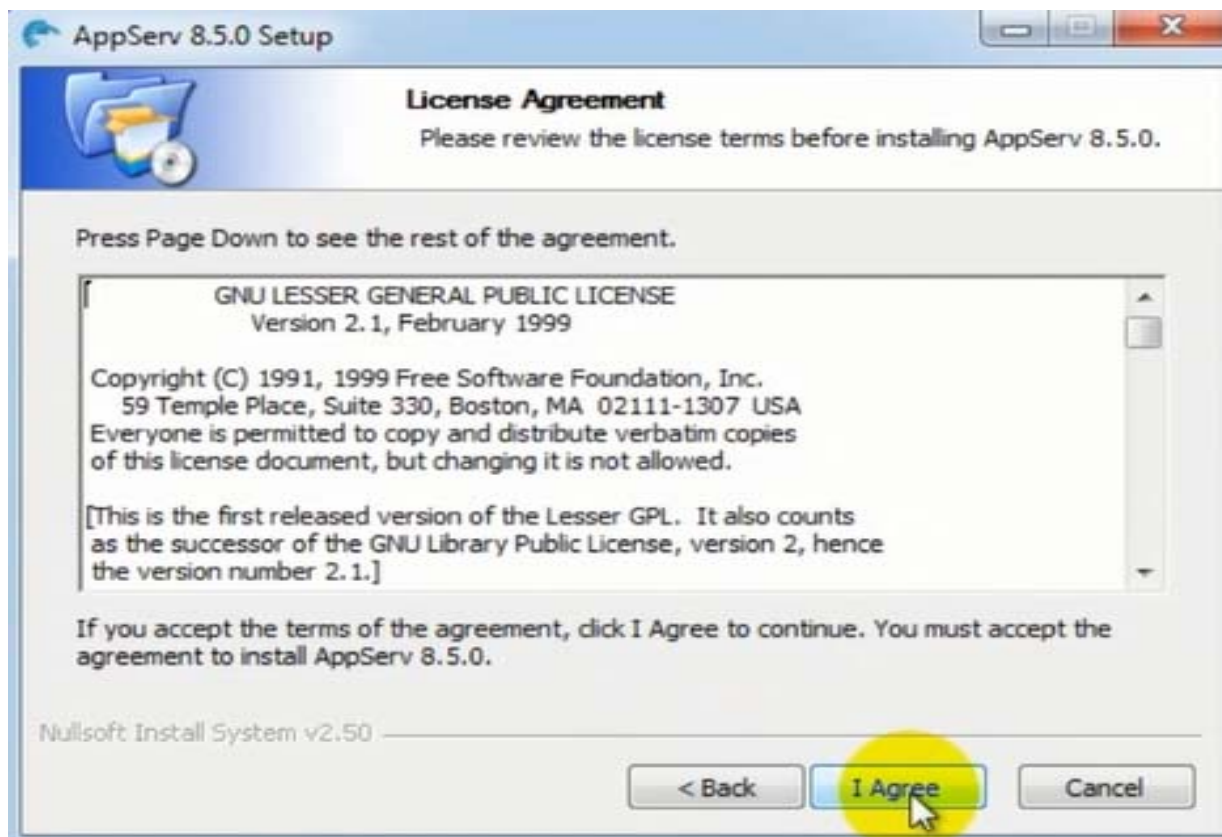 AppServ 8.5.0 Setup
License Agreement
Please review the license terms before installing AppServ 8.5.0.
Press Page Down to see the rest of the agreement.
GNU LESSER GENERAL PUBLIC LICENSE
Version 2.1, February 1999
Copyright (C) 1991, 1999 Free Software Foundation, Inc.
59 Temple Place, Suite 330, Boston, MA 02111-1307 USA
Everyone is permitted to copy and distribute verbatim copies
of this license document, but changing it is not allowed.
[This is the first released version of the Lesser GPL. It also counts
as the successor of the GNU Library Public License, version 2, hence
the version number 2.1.]
If you accept the terms of the agreement, click I Agree to continue. You must accept the
agreement to install AppServ 8.5.0.
Nullsoft Install System v2.50
< Back I Agree Cancel